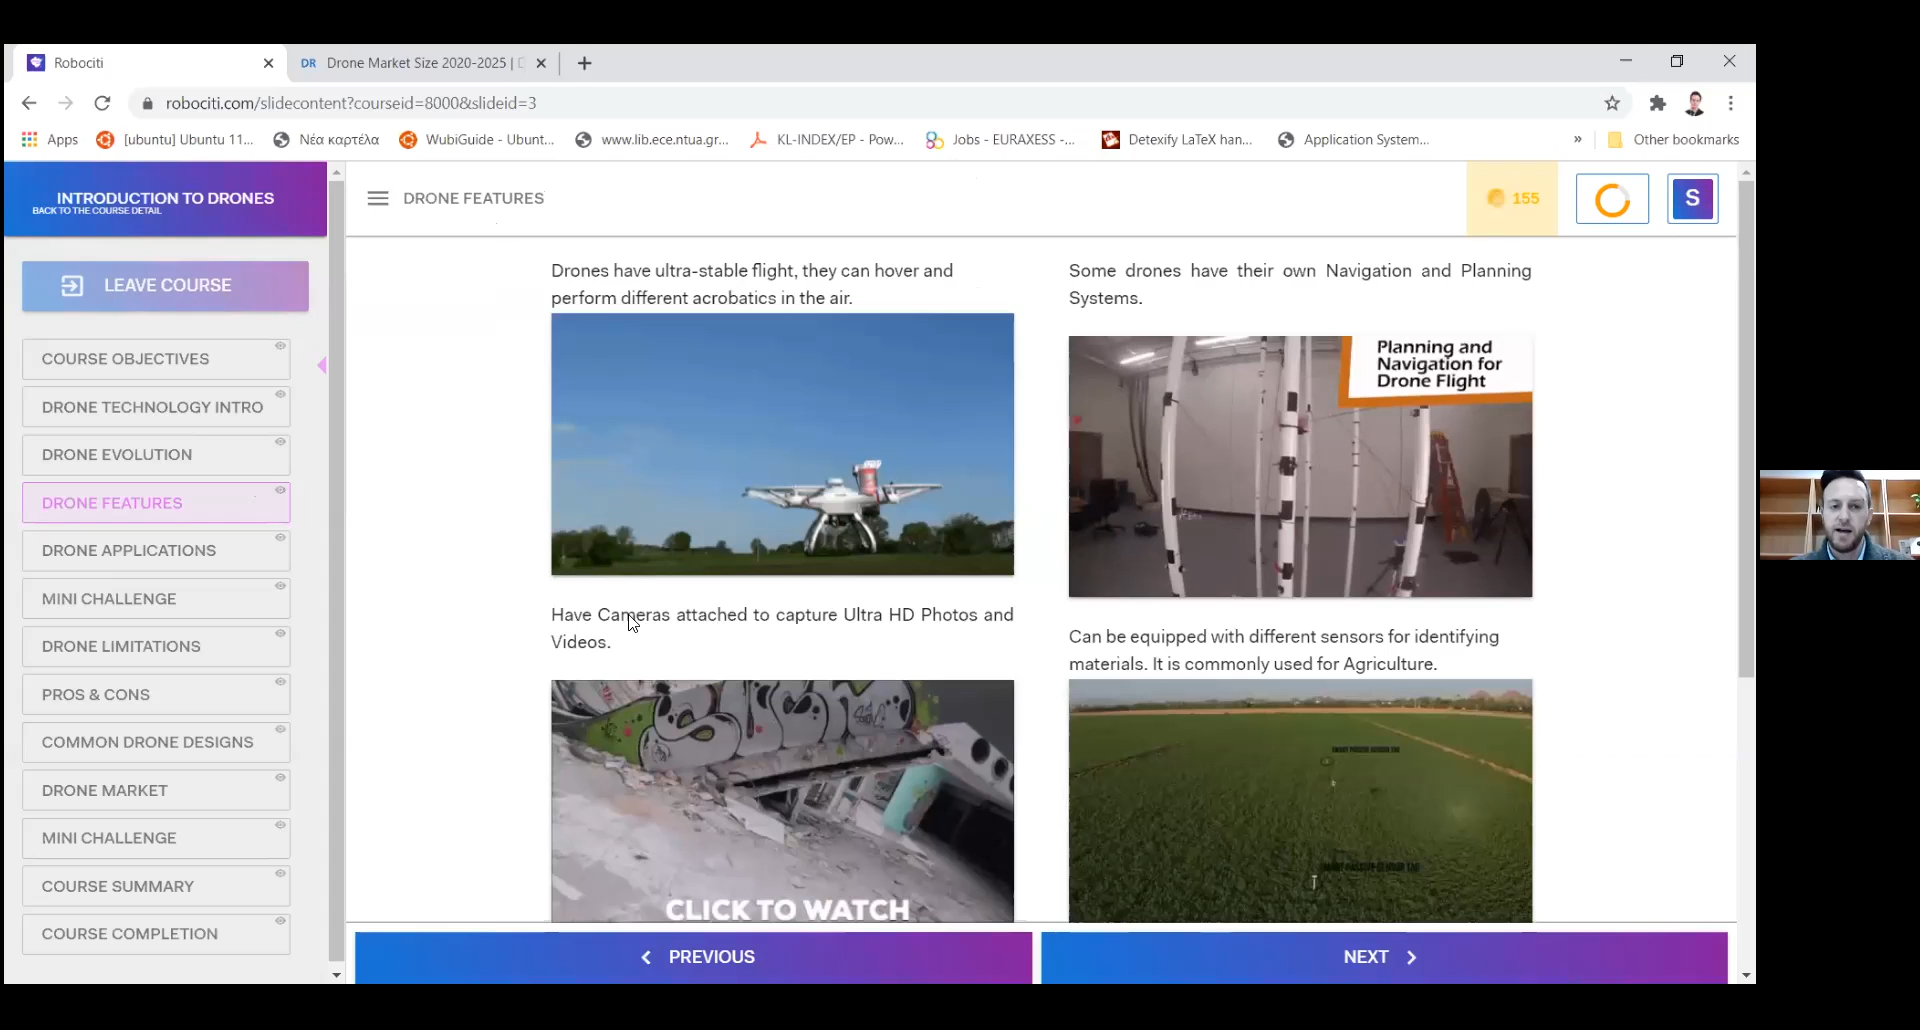 Robociti
DR Drone Market Size 2020-2025 | D
robociti.com/slidecontent?courseid=8000&slideid=3
Apps
[ubuntu] Ubuntu 11...
Νέα καρτέλα
WubiGuide - Ubunt...
www.lib.ece.ntua.gr...
KL-INDEX/EP - Pow...
Jobs - EURAXESS -...
Detexify LaTeX han...
Application System...
»
Other bookmarks
INTRODUCTION TO DRONES
BACK TO THE COURSE DETAIL
LEAVE COURSE
COURSE OBJECTIVES
DRONE TECHNOLOGY INTRO
DRONE EVOLUTION
DRONE FEATURES
DRONE APPLICATIONS
MINI CHALLENGE
DRONE LIMITATIONS
PROS & CONS
COMMON DRONE DESIGNS
DRONE MARKET
MINI CHALLENGE
COURSE SUMMARY
COURSE COMPLETION
DRONE FEATURES
155
S
Drones have ultra-stable flight, they can hover and
perform different acrobatics in the air.
Have Cameras attached to capture Ultra HD Photos and
Videos.
CLICK TO WATCH
Some drones have their own Navigation and Planning
Systems.
Planning and
Navigation for
Drone Flight
Can be equipped with different sensors for identifying
materials. It is commonly used for Agriculture.
PREVIOUS
NEXT